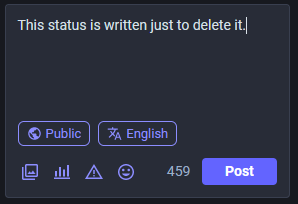 This status is written just to delete it.
Public English
459 Post